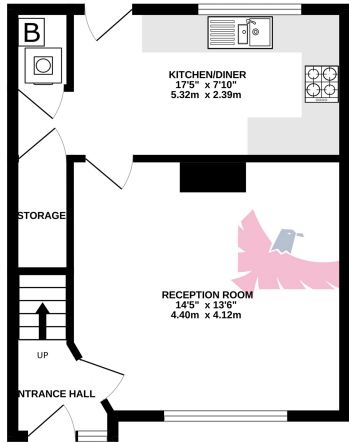 B
KITCHEN/DINER
17'5" x 7'10"
5.32m x 2.39m
STORAGE
RECEPTION ROOM
14'5" x 13'6"
4.40m x 4.12m
UP
NTRANCE HALL